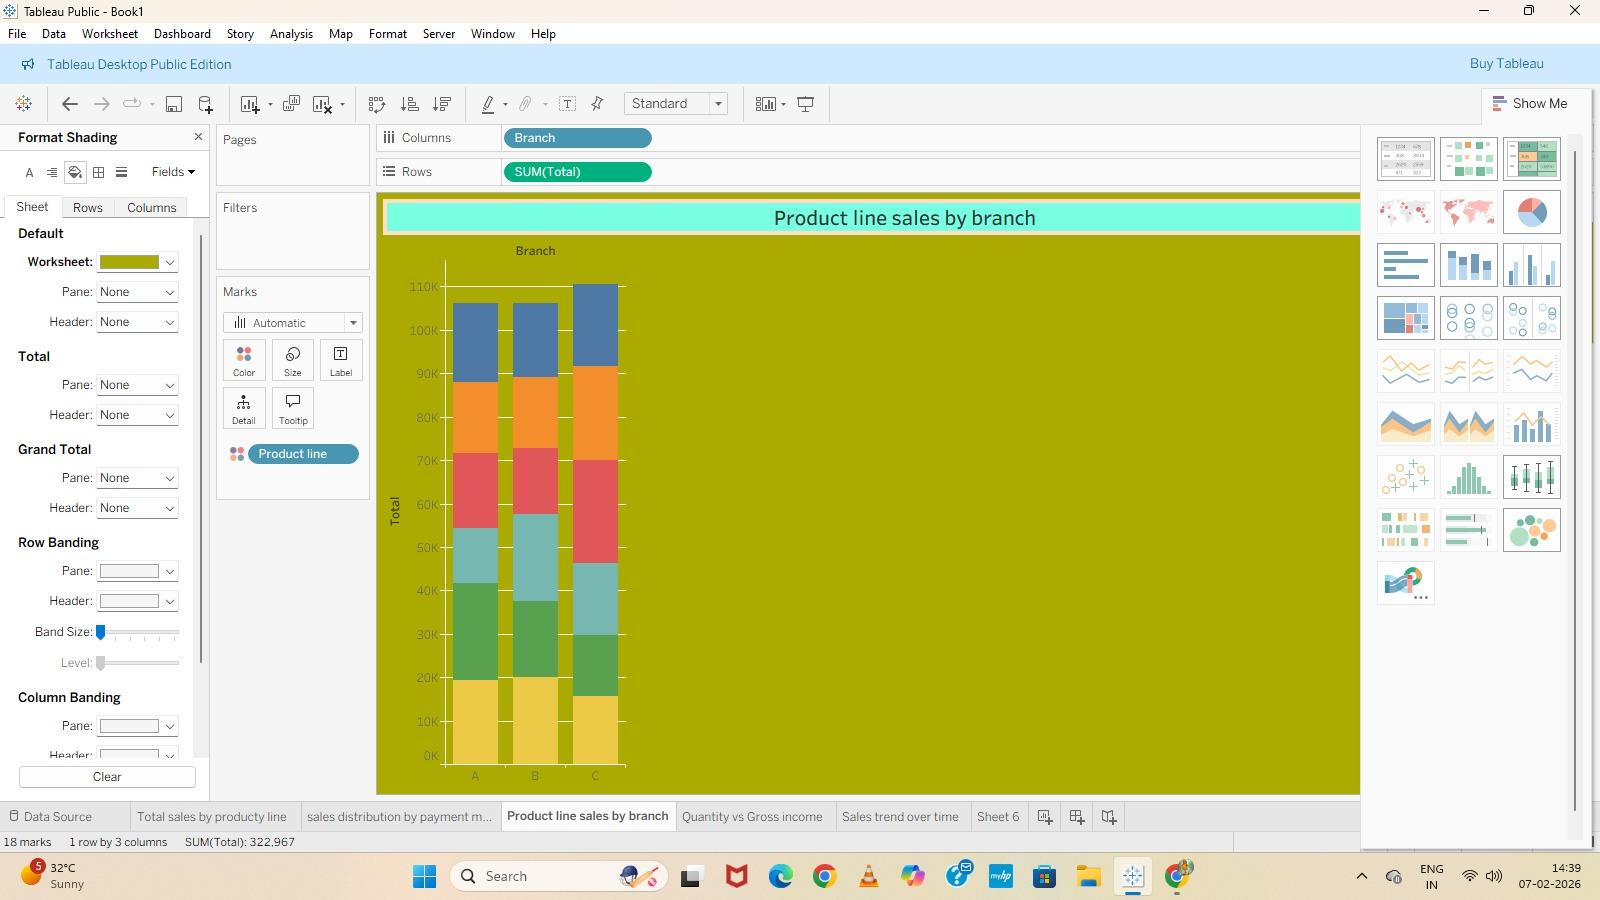 Tableau Public - Book1
File Data Worksheet Dashboard Story Analysis Map Format Server Window Help
Tableau Desktop Public Edition
Buy Tableau
Standard
Show Me
Format Shading
Fields
Sheet Rows Columns
Default
Worksheet:
Pane: None
Header: None
Total
Pane: None
Header: None
Grand Total
Pane: None
Header: None
Row Banding
Pane:
Header:
Band Size:
Level:
Column Banding
Pane:
Header:
Clear
Pages
Filters
Marks
Automatic
Color Size Label
Detail Tooltip
Product line
Columns Branch
Rows SUM(Total)
Product line sales by branch
Branch
110K
100K
90K
80K
70K
60K
50K
40K
30K
20K
10K
0K
Total
A B C
Data Source Total sales by producty line sales distribution by payment m... Product line sales by branch Quantity vs Gross income Sales trend over time Sheet 6
18 marks 1 row by 3 columns SUM(Total): 322,967
5
32°C
Sunny
Search
myhp
ENG
IN
14:39
07-02-2026